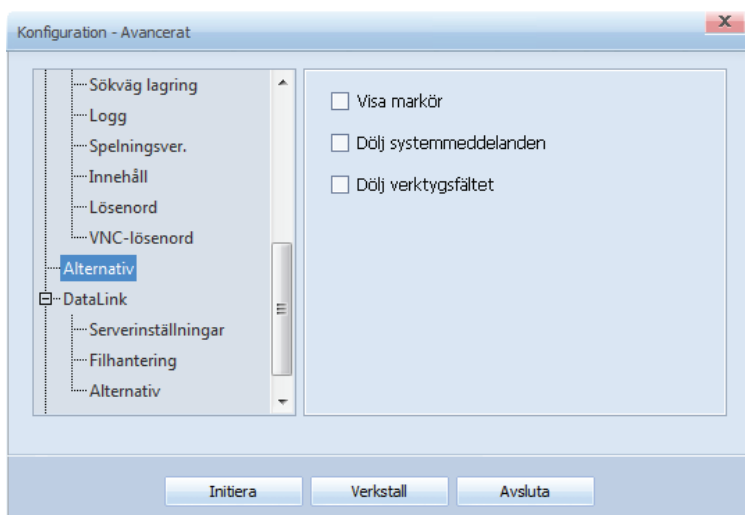 Konfiguration - Avancerat
X
Sökväg lagring
Logg
Spelningsver.
Innehåll
Lösenord
VNC-lösenord
Alternativ
DataLink
Serverinställningar
Filhantering
Alternativ
Visa markör
Dölj systemmeddelanden
Dölj verktygsfältet
Initiera
Verkstall
Avsluta